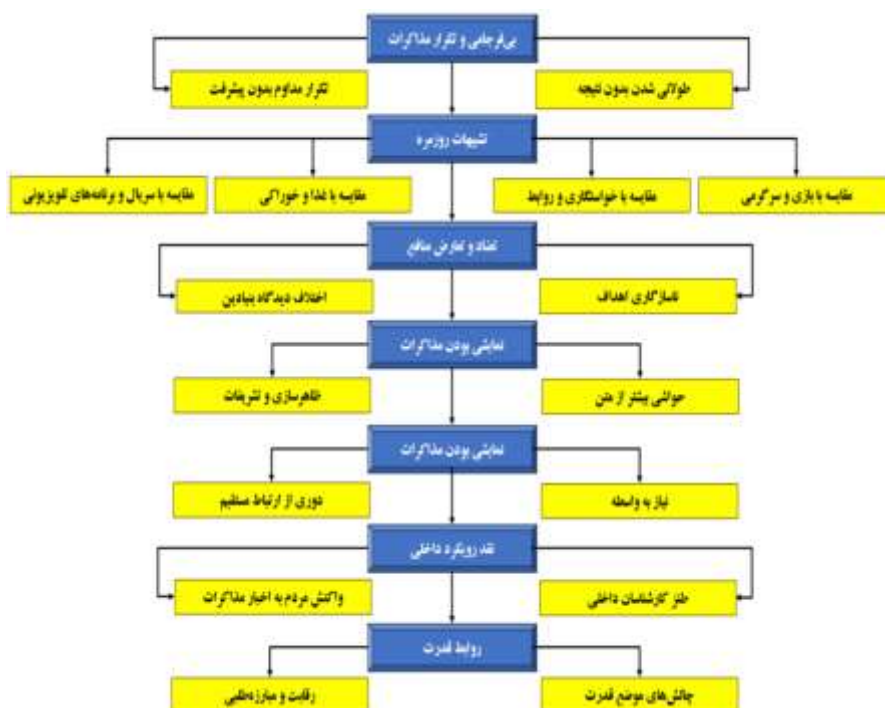 بی‌فرجامی و تکرار مذاکرات
طولانی شدن بدون نتیجه
تکرار مداوم بدون پیشرفت
تشبیهات روزمره
مقایسه با بازی و سرگرمی
مقایسه با خواستگاری و روابط
مقایسه با غذا و خوراکی
مقایسه با سریال و برنامه‌های تلویزیونی
تضاد و تعارض منافع
ناسازگاری اهداف
اختلاف دیدگاه بنیادین
نمایشی بودن مذاکرات
حواشی بیشتر از متن
ظاهرسازی و تشریفات
نمایشی بودن مذاکرات
نیاز به واسطه
دوری از ارتباط مستقیم
نقد رویکرد داخلی
طنز کارشناسان داخلی
واکنش مردم به اخبار مذاکرات
روابط قدرت
چالش‌های موضع قدرت
رقابت و مبارزه‌طلبی